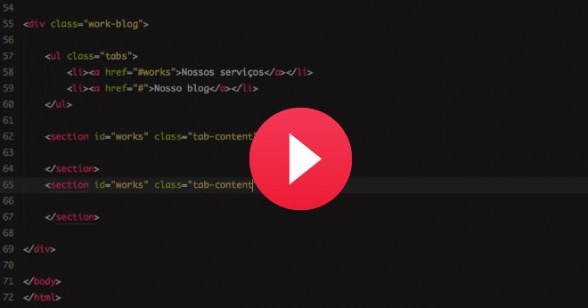 54
55 <div class="work-blog">
56
57 <ul class="tabs">
58 <li><a href="#works">Nossos serviços</a></li>
59 <li><a href="#">Nosso blog</a></li>
60 </ul>
61
62 <section id="works" class="tab-content"
63
64 </section>
65 <section id="works" class="tab-content
66
67 </section>
68
69 </div>
70
71 </body>
72 </html>